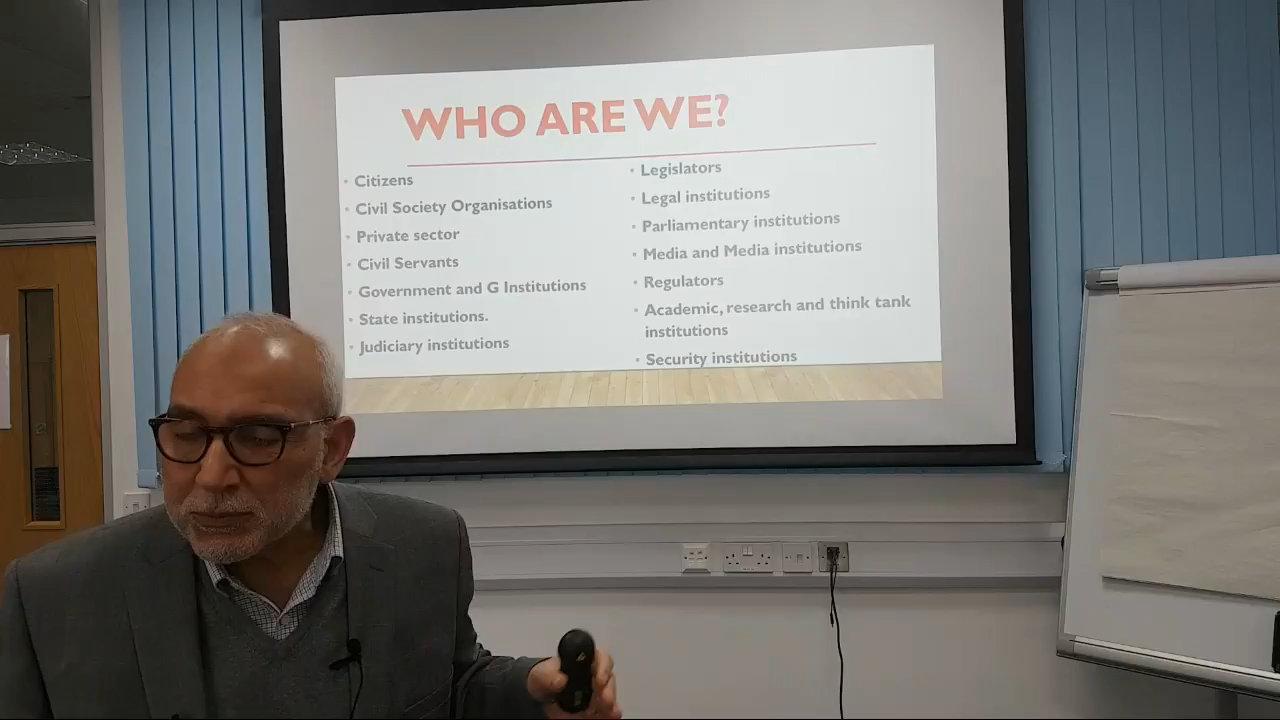 WHO ARE WE?
Citizens
Civil Society Organisations
Private sector
Civil Servants
Government and G Institutions
State institutions.
Judiciary institutions
Legislators
Legal institutions
Parliamentary institutions
Media and Media institutions
Regulators
Academic, research and think tank
institutions
Security institutions